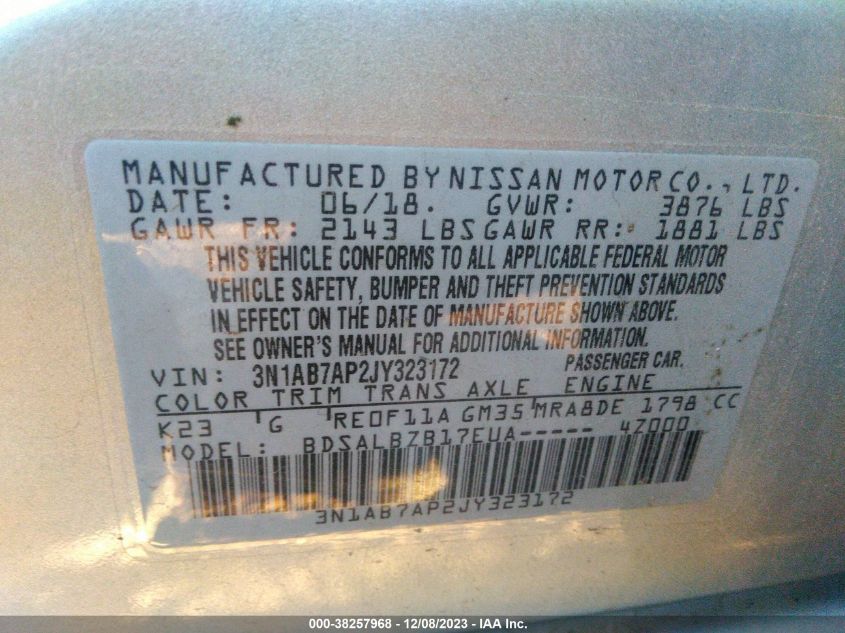 MANUFACTURED BY NISSAN MOTOR CO., LTD.
DATE: 06/18. GVWR: 3876 LBS
GAWR FR: 2143 LBS GAWR RR: 1881 LBS
THIS VEHICLE CONFORMS TO ALL APPLICABLE FEDERAL MOTOR
VEHICLE SAFETY, BUMPER AND THEFT PREVENTION STANDARDS
IN EFFECT ON THE DATE OF MANUFACTURE SHOWN ABOVE.
SEE OWNER'S MANUAL FOR ADDITIONAL INFORMATION.
VIN: 3N1AB7AP2JY323172 PASSENGER CAR.
COLOR TRIM TRANS AXLE ENGINE
K23 G RE0F11A GM35 MRA8DE 1798 CC
MODEL: BDSALBZB17EUA----- 4Z000
3N1AB7AP2JY323172
000-38257968 - 12/08/2023 - IAA Inc.